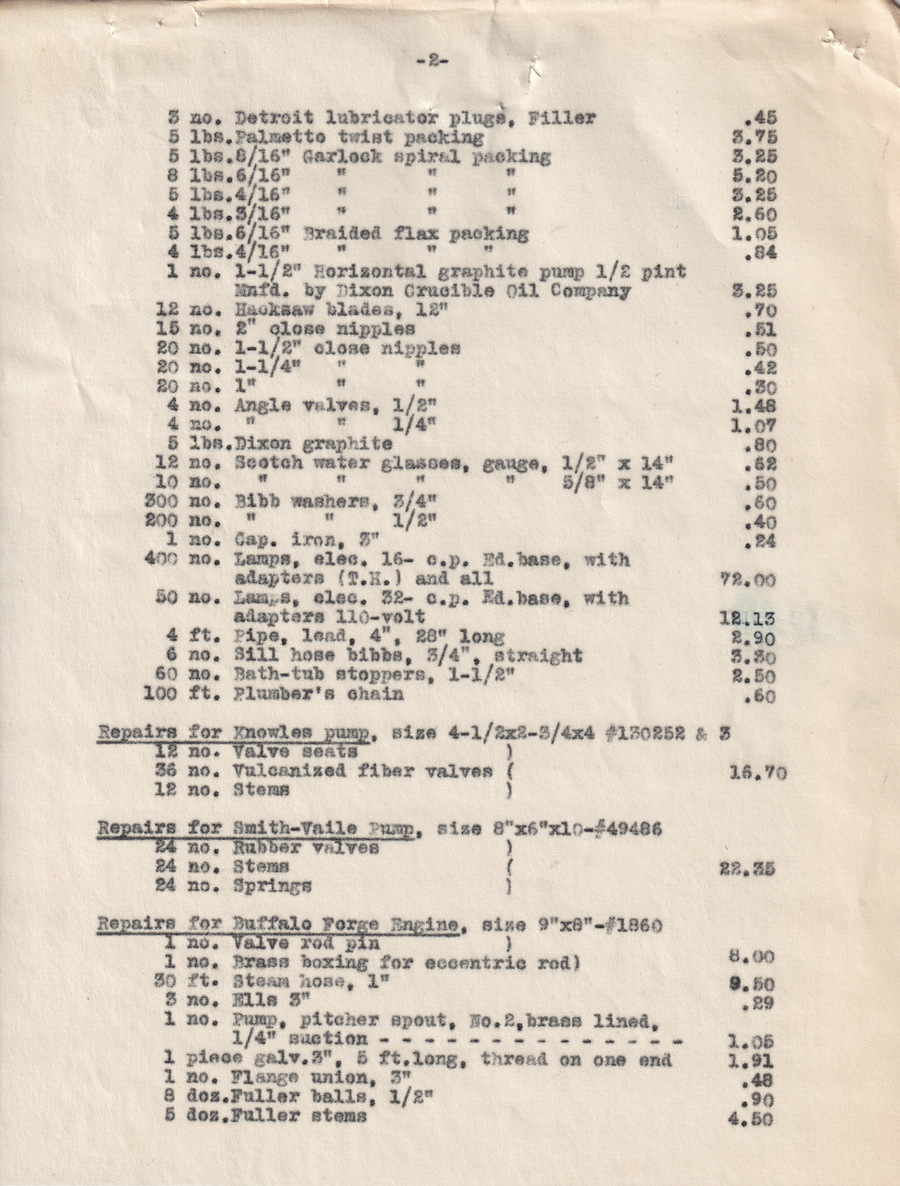 -2-
3 no. Detroit lubricator plugs, Filler .45
5 lbs.Palmetto twist packing 3.75
5 lbs.8/16" Garlock spiral packing 3.25
8 lbs.6/16" " " " 5.20
5 lbs.4/16" " " " 3.25
4 lbs.3/16" " " " 2.60
5 lbs.6/16" Braided flax packing 1.05
4 lbs.4/16" " " " .84
1 no. 1-1/2" Horizontal graphite pump 1/2 pint
Mnfd. by Dixon Crucible Oil Company 3.25
12 no. Hacksaw blades, 12" .70
15 no. 2" close nipples .51
20 no. 1-1/2" close nipples .50
20 no. 1-1/4" " " .42
20 no. 1" " " .30
4 no. Angle valves, 1/2" 1.48
4 no. " " 1/4" 1.07
5 lbs.Dixon graphite .80
12 no. Scotch water glasses, gauge, 1/2" x 14" .62
10 no. " " " " 5/8" x 14" .50
300 no. Bibb washers, 3/4" .60
200 no. " " 1/2" .40
1 no. Cap. iron, 3" .24
400 no. Lamps, elec. 16- c.p. Ed.base, with
adapters (T.H.) and all 72.00
50 no. Lamps, elec. 32- c.p. Ed.base, with
adapters 110-volt 12.13
4 ft. Pipe, lead, 4", 28" long 2.90
6 no. Sill hose bibbs, 3/4", straight 3.30
60 no. Bath-tub stoppers, 1-1/2" 2.50
100 ft. Plumber's chain .60
Repairs for Knowles pump, size 4-1/2x2-3/4x4 #130252 & 3
12 no. Valve seats )
36 no. Vulcanized fiber valves ( 16.70
12 no. Stems )
Repairs for Smith-Vaile Pump, size 8"x6"x10-#49486
24 no. Rubber valves )
24 no. Stems ( 22.35
24 no. Springs )
Repairs for Buffalo Forge Engine, size 9"x8"-#1860
1 no. Valve rod pin )
1 no. Brass boxing for eccentric rod) 8.00
30 ft. Steam hose, 1" 9.50
3 no. Ells 3" .29
1 no. Pump, pitcher spout, No.2,brass lined,
1/4" suction - - - - - - - - - - - - - - 1.05
1 piece galv.3", 5 ft.long, thread on one end 1.91
1 no. Flange union, 3" .48
8 doz.Fuller balls, 1/2" .90
5 doz.Fuller stems 4.50